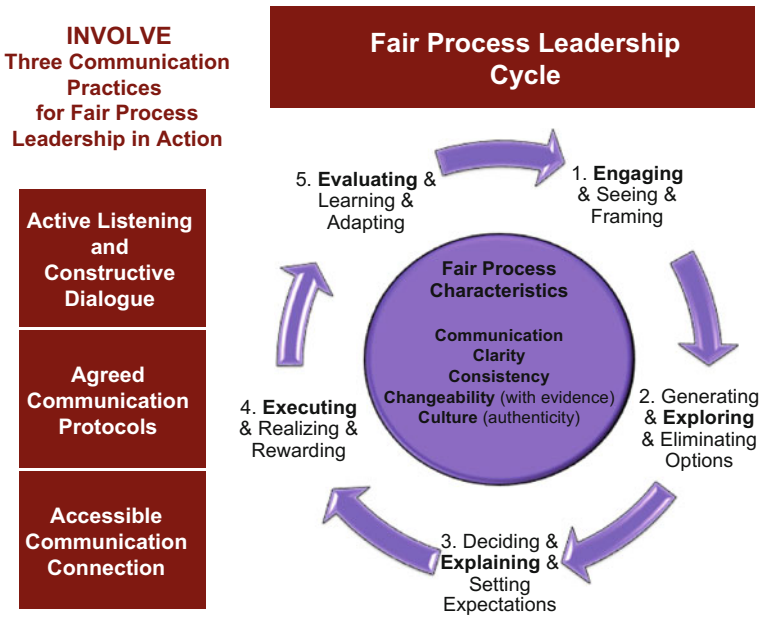 INVOLVE
Three Communication
Practices
for Fair Process
Leadership in Action
Active Listening
and
Constructive
Dialogue
Agreed
Communication
Protocols
Accessible
Communication
Connection
Fair Process Leadership
Cycle
1. Engaging
& Seeing &
Framing
2. Generating
& Exploring
& Eliminating
Options
3. Deciding &
Explaining &
Setting
Expectations
4. Executing
& Realizing &
Rewarding
5. Evaluating &
Learning &
Adapting
Fair Process
Characteristics
Communication
Clarity
Consistency
Changeability (with evidence)
Culture (authenticity)